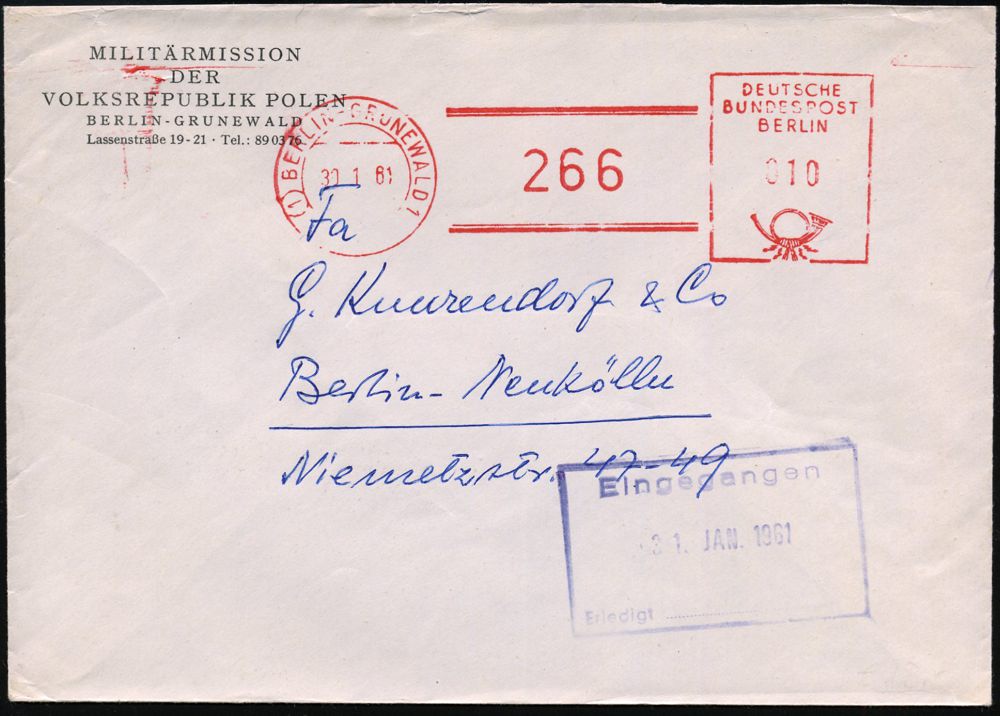 MILITÄRMISSION
DER
VOLKSREPUBLIK POLEN
BERLIN-GRUNEWALD
Lassenstraße 19-21 · Tel.: 89 03 76
(1) BERLIN-GRUNEWALD 1
30 1 61
266
DEUTSCHE
BUNDESPOST
BERLIN
010
Fa
G. Kunzendorf & Co
Berlin-Neukölln
Niemetzstr. 47-49
Eingegangen
31. JAN. 1961
Erledigt ..............